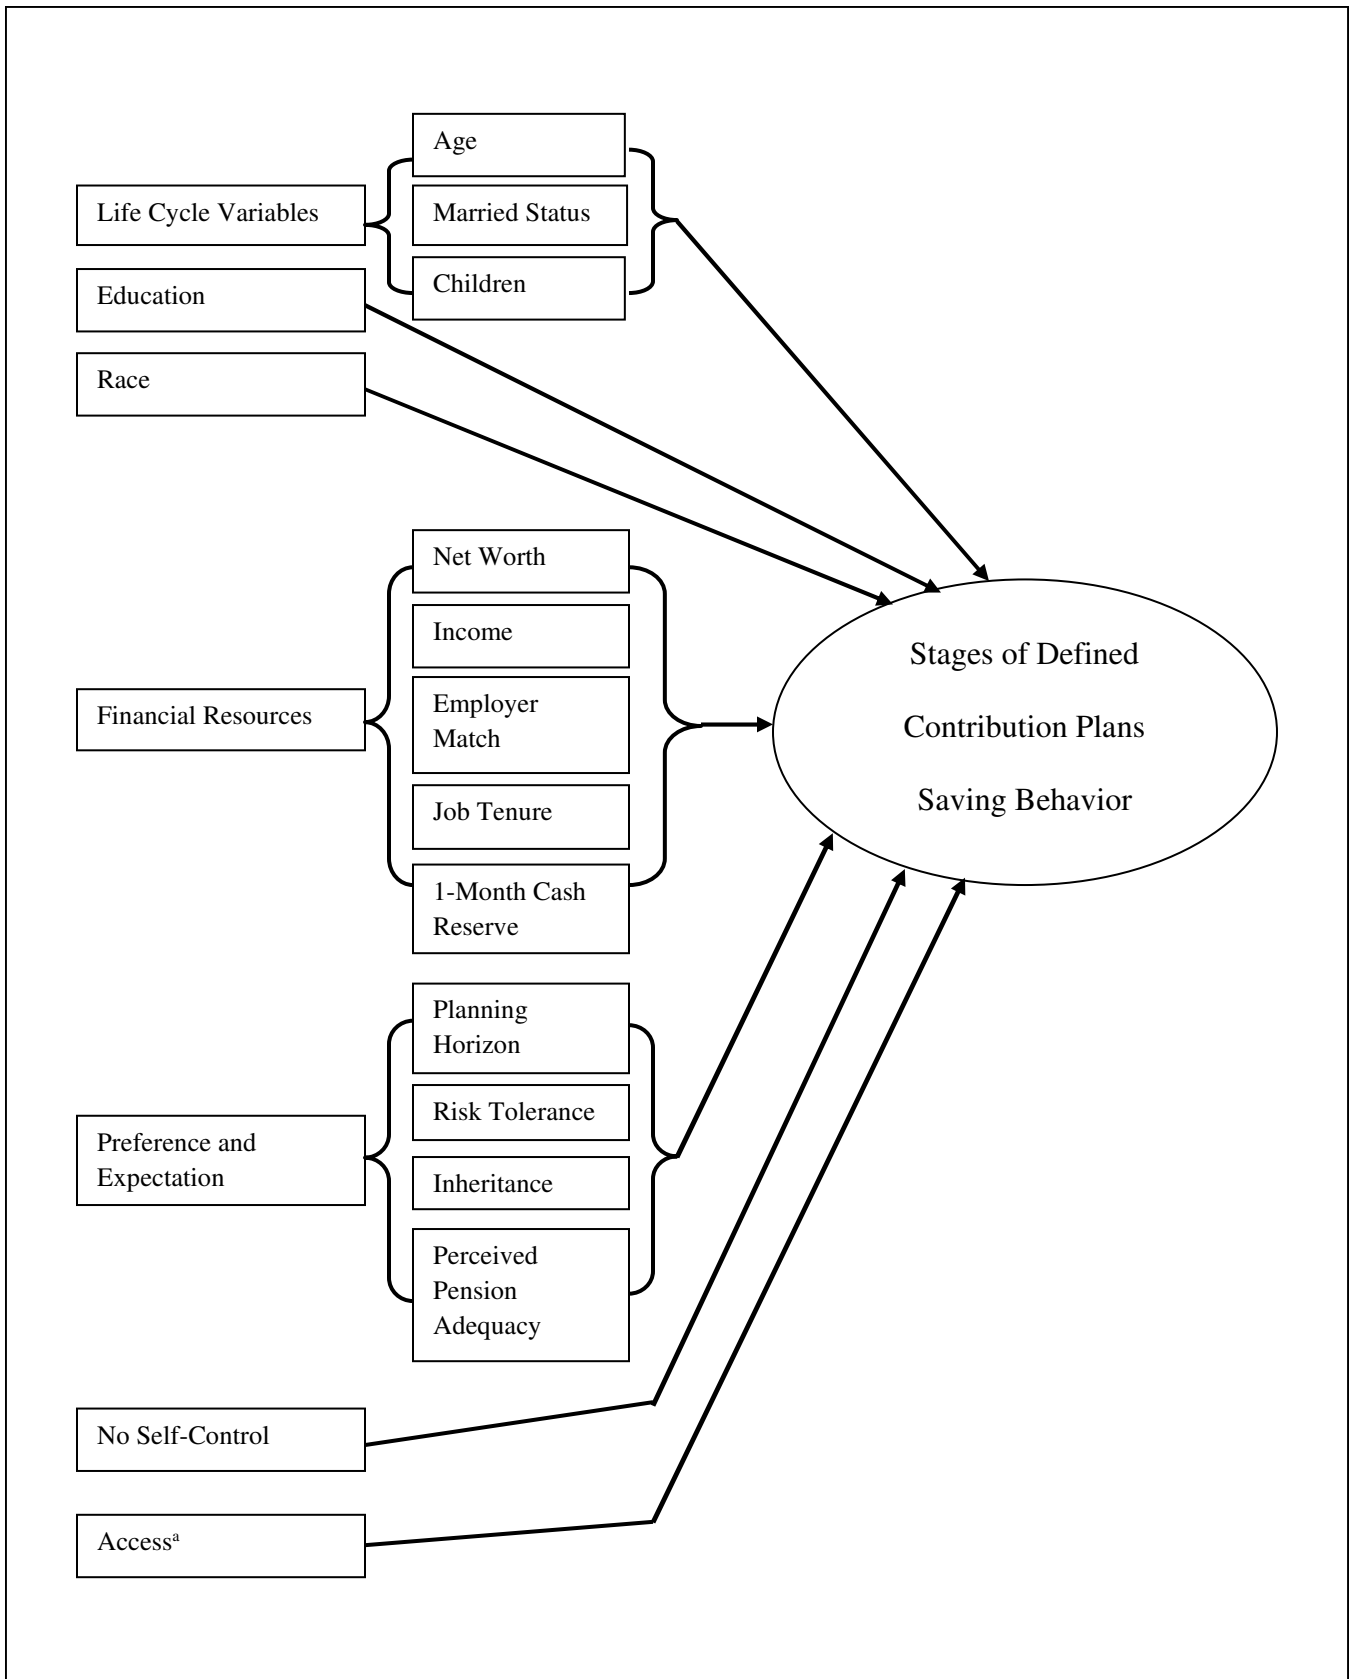 Age
Life Cycle Variables
Married Status
Children
Education
Race
Net Worth
Income
Employer
Match
Financial Resources
Job Tenure
1-Month Cash
Reserve
Stages of Defined
Contribution Plans
Saving Behavior
Planning
Horizon
Risk Tolerance
Preference and
Expectation
Inheritance
Perceived
Pension
Adequacy
No Self-Control
Accessᵃ